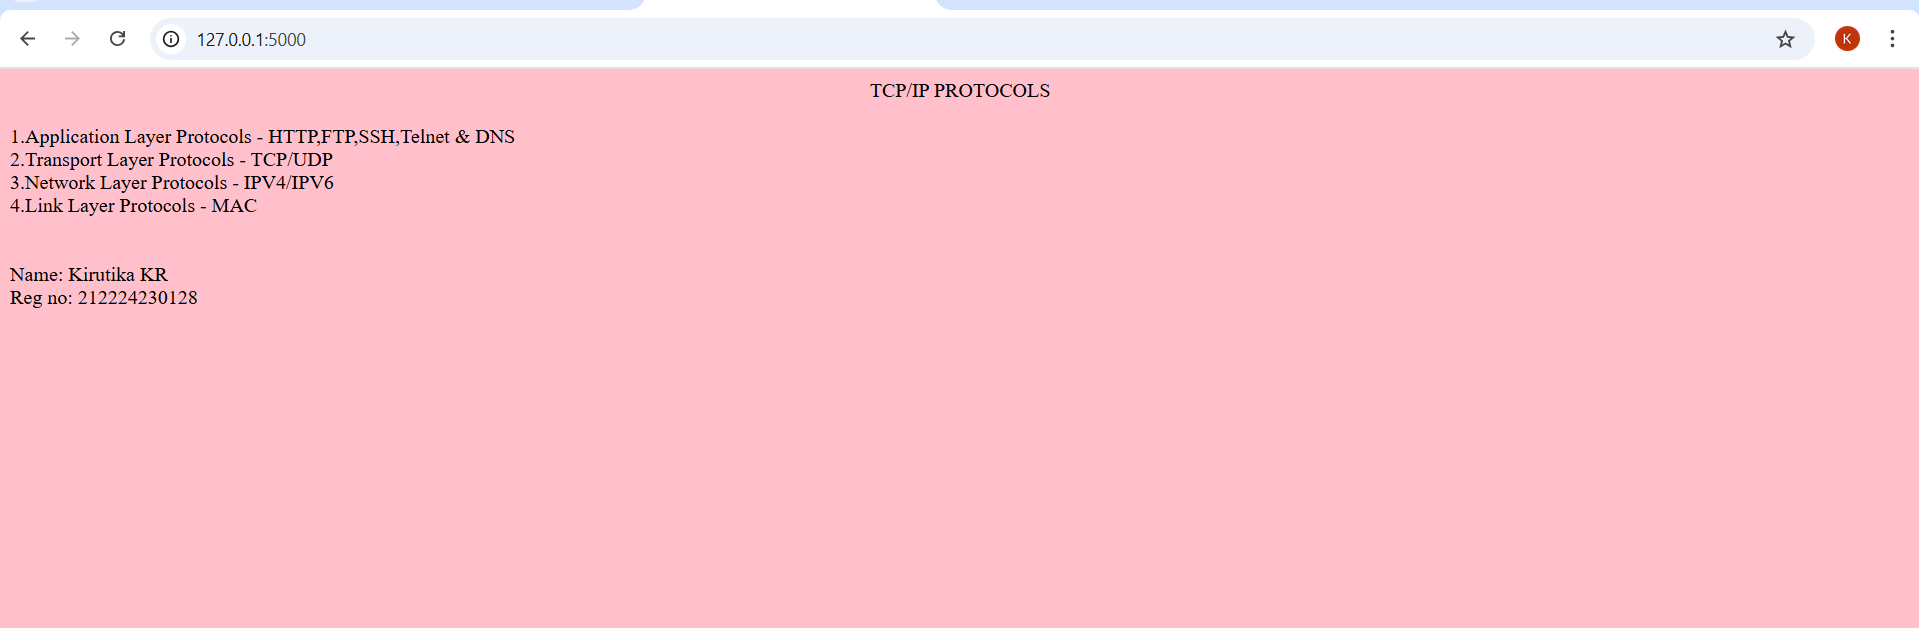 127.0.0.1:5000
K
TCP/IP PROTOCOLS
1.Application Layer Protocols - HTTP,FTP,SSH,Telnet & DNS
2.Transport Layer Protocols - TCP/UDP
3.Network Layer Protocols - IPV4/IPV6
4.Link Layer Protocols - MAC
Name: Kirutika KR
Reg no: 212224230128